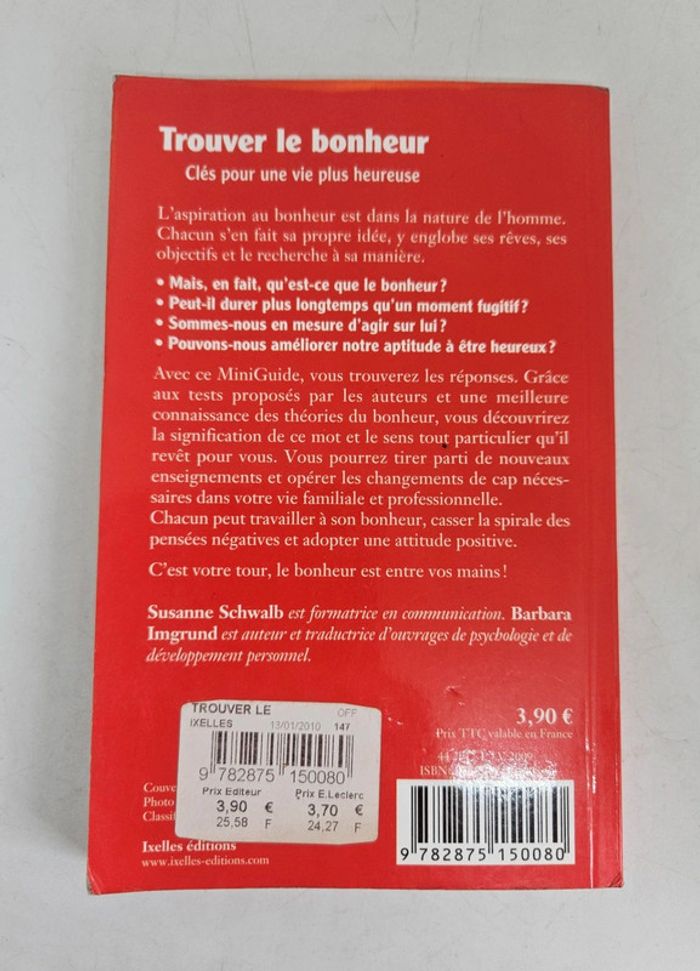 Trouver le bonheur
Clés pour une vie plus heureuse
L'aspiration au bonheur est dans la nature de l'homme.
Chacun s'en fait sa propre idée, y englobe ses rêves, ses
objectifs et le recherche à sa manière.
• Mais, en fait, qu'est-ce que le bonheur ?
• Peut-il durer plus longtemps qu'un moment fugitif ?
• Sommes-nous en mesure d'agir sur lui ?
• Pouvons-nous améliorer notre aptitude à être heureux ?
Avec ce MiniGuide, vous trouverez les réponses. Grâce
aux tests proposés par les auteurs et une meilleure
connaissance des théories du bonheur, vous découvrirez
la signification de ce mot et le sens tout particulier qu'il
revêt pour vous. Vous pourrez tirer parti de nouveaux
enseignements et opérer les changements de cap néces-
saires dans votre vie familiale et professionnelle.
Chacun peut travailler à son bonheur, casser la spirale des
pensées négatives et adopter une attitude positive.
C'est votre tour, le bonheur est entre vos mains !
Susanne Schwalb est formatrice en communication. Barbara
Imgrund est auteur et traductrice d'ouvrages de psychologie et de
développement personnel.
TROUVER LE OFF
IXELLES 13/01/2010 147
9 782875 150080
Prix Editeur Prix E.Leclerc
3,90 € 3,70 €
25,58 F 24,27 F
3,90 €
Prix TTC valable en France
ISBN
Photo
Ixelles éditions
www.ixelles-editions.com
9 782875 150080